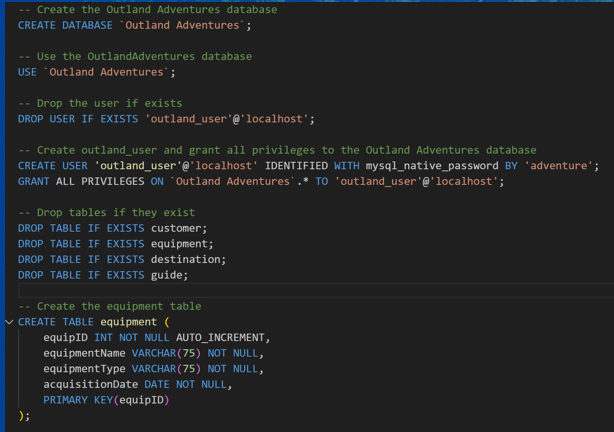 -- Create the Outland Adventures database
CREATE DATABASE `Outland Adventures`;
-- Use the OutlandAdventures database
USE `Outland Adventures`;
-- Drop the user if exists
DROP USER IF EXISTS 'outland_user'@'localhost';
-- Create outland_user and grant all privileges to the Outland Adventures database
CREATE USER 'outland_user'@'localhost' IDENTIFIED WITH mysql_native_password BY 'adventure';
GRANT ALL PRIVILEGES ON `Outland Adventures`.* TO 'outland_user'@'localhost';
-- Drop tables if they exist
DROP TABLE IF EXISTS customer;
DROP TABLE IF EXISTS equipment;
DROP TABLE IF EXISTS destination;
DROP TABLE IF EXISTS guide;
-- Create the equipment table
CREATE TABLE equipment (
    equipID INT NOT NULL AUTO_INCREMENT,
    equipmentName VARCHAR(75) NOT NULL,
    equipmentType VARCHAR(75) NOT NULL,
    acquisitionDate DATE NOT NULL,
    PRIMARY KEY(equipID)
);